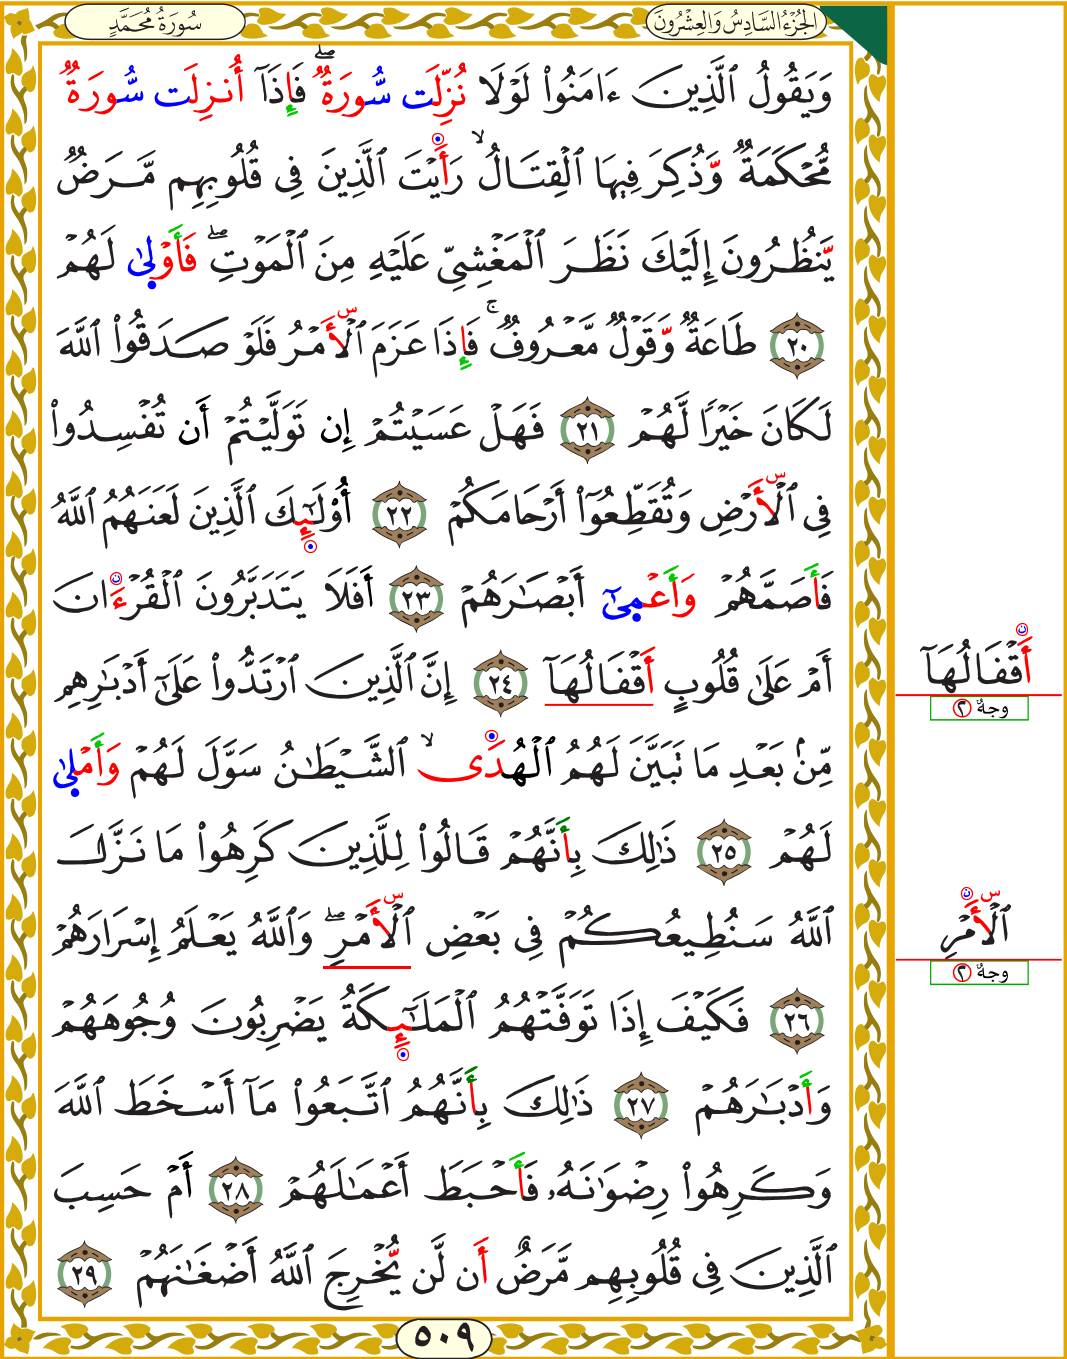 الجُزْءُ السَّادِسُ وَالعِشْرُونَ
سُورَةُ مُحَمَّدٍ
وَيَقُولُ ٱلَّذِينَ ءَامَنُوا۟ لَوْلَا نُزِّلَت سُّورَةٌۖ فَإِذَآ أُنزِلَت سُّورَةٌ
مُّحْكَمَةٌ وَذُكِرَ فِيهَا ٱلْقِتَالُۙ رَأَيْتَ ٱلَّذِينَ فِى قُلُوبِهِم مَّرَضٌ
يَنظُرُونَ إِلَيْكَ نَظَرَ ٱلْمَغْشِىِّ عَلَيْهِ مِنَ ٱلْمَوْتِۖ فَأَوْلىٰ لَهُمْ
٢٠ طَاعَةٌ وَقَوْلٌ مَّعْرُوفٌۚ فَإِذَا عَزَمَ ٱلْأَمْرُ فَلَوْ صَدَقُوا۟ ٱللَّهَ
لَكَانَ خَيْرًا لَّهُمْ ٢١ فَهَلْ عَسَيْتُمْ إِن تَوَلَّيْتُمْ أَن تُفْسِدُوا۟
فِى ٱلْأَرْضِ وَتُقَطِّعُوٓا۟ أَرْحَامَكُمْ ٢٢ أُو۟لَـٰٓئِكَ ٱلَّذِينَ لَعَنَهُمُ ٱللَّهُ
فَأَصَمَّهُمْ وَأَعْمىٰٓ أَبْصَـٰرَهُمْ ٢٣ أَفَلَا يَتَدَبَّرُونَ ٱلْقُرْءَانَ
أَمْ عَلَىٰ قُلُوبٍ أَقْفَالُهَآ ٢٤ إِنَّ ٱلَّذِينَ ٱرْتَدُّوا۟ عَلَىٰٓ أَدْبَـٰرِهِم
مِّنۢ بَعْدِ مَا تَبَيَّنَ لَهُمُ ٱلْهُدَىۙ ٱلشَّيْطَـٰنُ سَوَّلَ لَهُمْ وَأَمْلىٰ
لَهُمْ ٢٥ ذَٰلِكَ بِأَنَّهُمْ قَالُوا۟ لِلَّذِينَ كَرِهُوا۟ مَا نَزَّلَ
ٱللَّهُ سَنُطِيعُكُمْ فِى بَعْضِ ٱلْأَمْرِۖ وَٱللَّهُ يَعْلَمُ إِسْرَارَهُمْ
٢٦ فَكَيْفَ إِذَا تَوَفَّتْهُمُ ٱلْمَلَـٰٓئِكَةُ يَضْرِبُونَ وُجُوهَهُمْ
وَأَدْبَـٰرَهُمْ ٢٧ ذَٰلِكَ بِأَنَّهُمُ ٱتَّبَعُوا۟ مَآ أَسْخَطَ ٱللَّهَ
وَكَرِهُوا۟ رِضْوَٰنَهُۥ فَأَحْبَطَ أَعْمَـٰلَهُمْ ٢٨ أَمْ حَسِبَ
ٱلَّذِينَ فِى قُلُوبِهِم مَّرَضٌ أَن لَّن يُخْرِجَ ٱللَّهُ أَضْغَـٰنَهُمْ ٢٩
٥٠٩
أَقْفَالُهَآ
وجهٌ ٢
ٱلْأَمْرِ
وجهٌ ٢